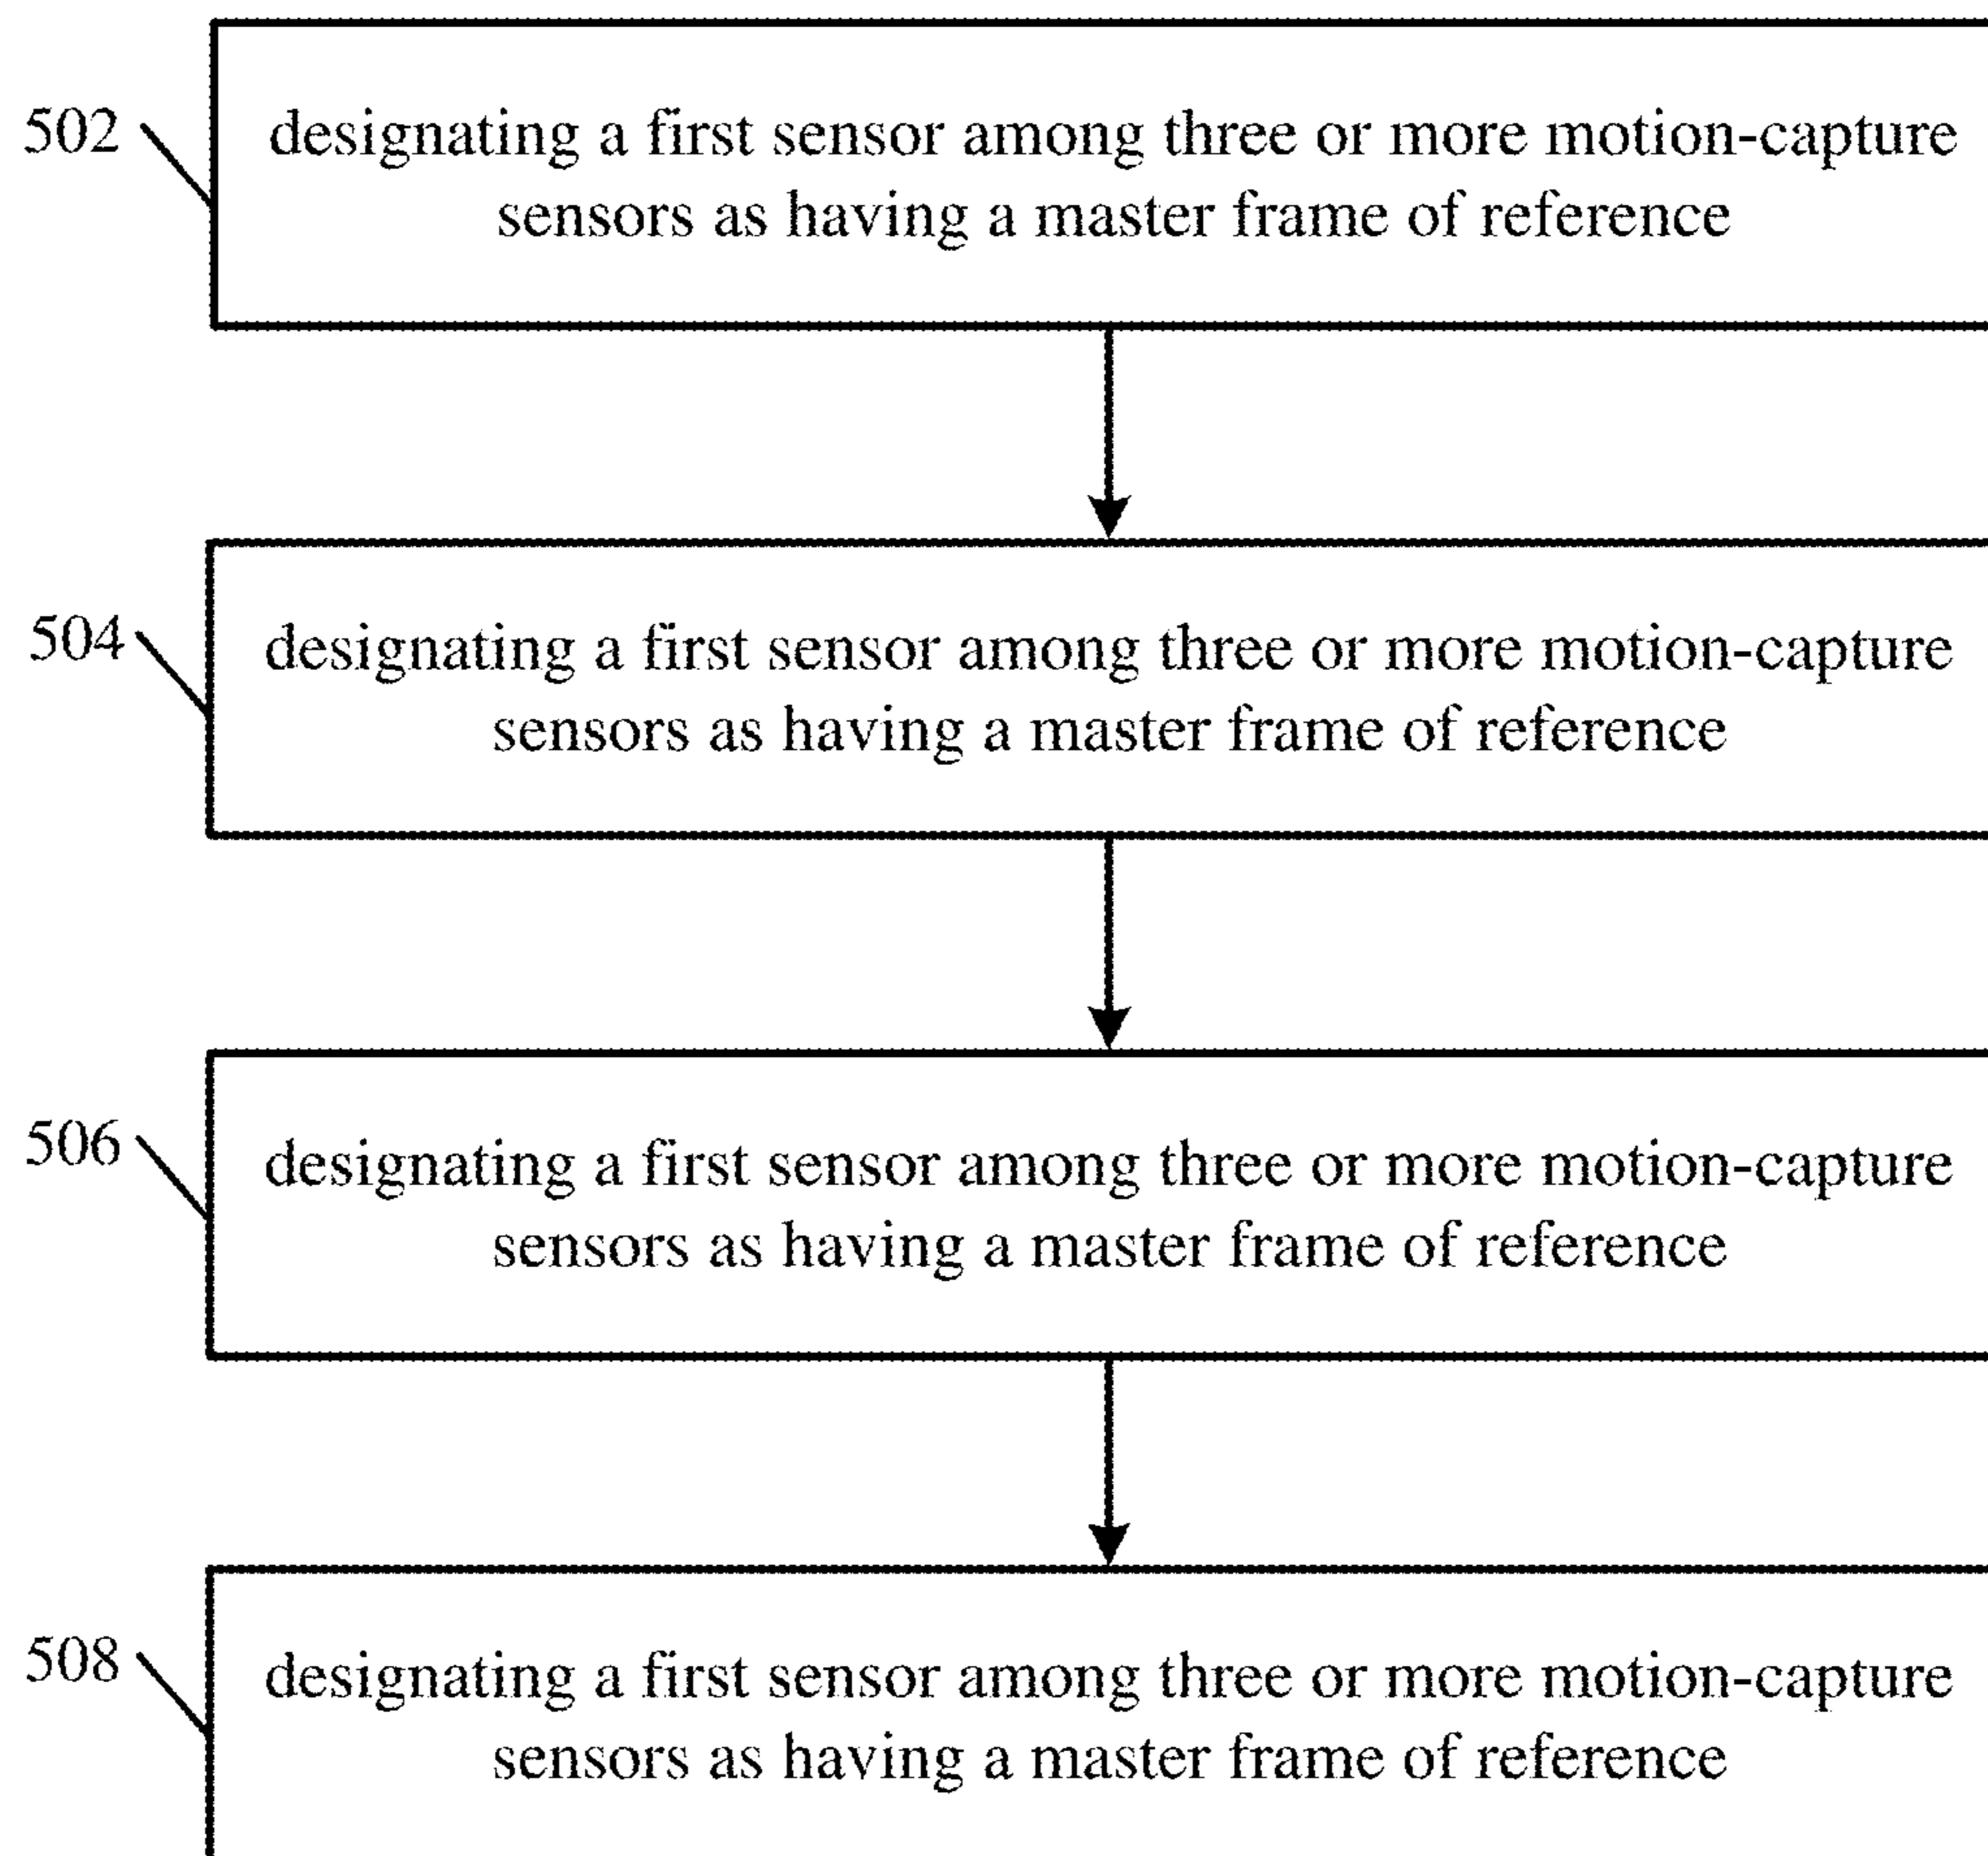 502
designating a first sensor among three or more motion-capture
sensors as having a master frame of reference
504
designating a first sensor among three or more motion-capture
sensors as having a master frame of reference
506
designating a first sensor among three or more motion-capture
sensors as having a master frame of reference
508
designating a first sensor among three or more motion-capture
sensors as having a master frame of reference